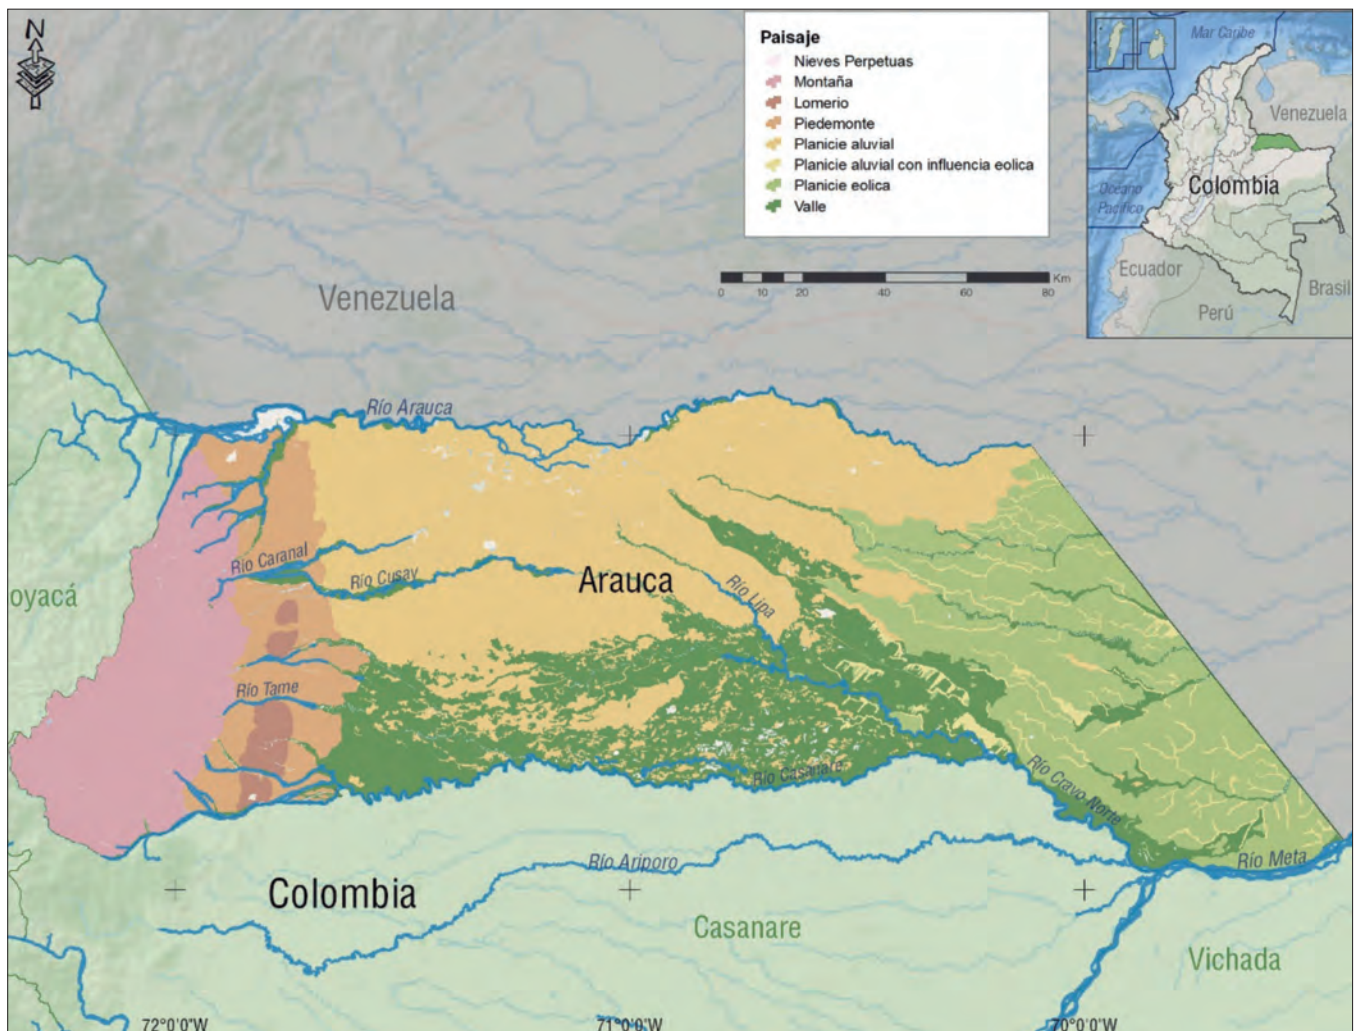 N
Paisaje
Nieves Perpetuas
Montaña
Lomerio
Piedemonte
Planicie aluvial
Planicie aluvial con influencia eolica
Planicie eolica
Valle
0 10 20 40 60 80 Km
Mar Caribe
Venezuela
Océano
Pacífico
Colombia
Ecuador
Perú
Brasil
Venezuela
Río Arauca
Río Caranal
Río Cusay
Arauca
Río Lipa
oyacá
Río Tame
Río Casanare
Río Cravo Norte
Río Meta
Río Ariporo
Colombia
Casanare
Vichada
72°0'0"W
71°0'0"W
70°0'0"W